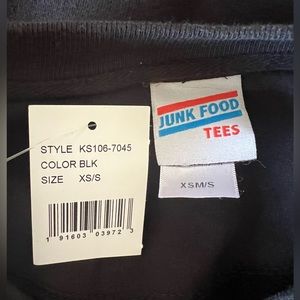 JUNK FOOD
TEES
XSM/S
STYLE KS106-7045
COLOR BLK
SIZE XS/S
1 91603 03972 3